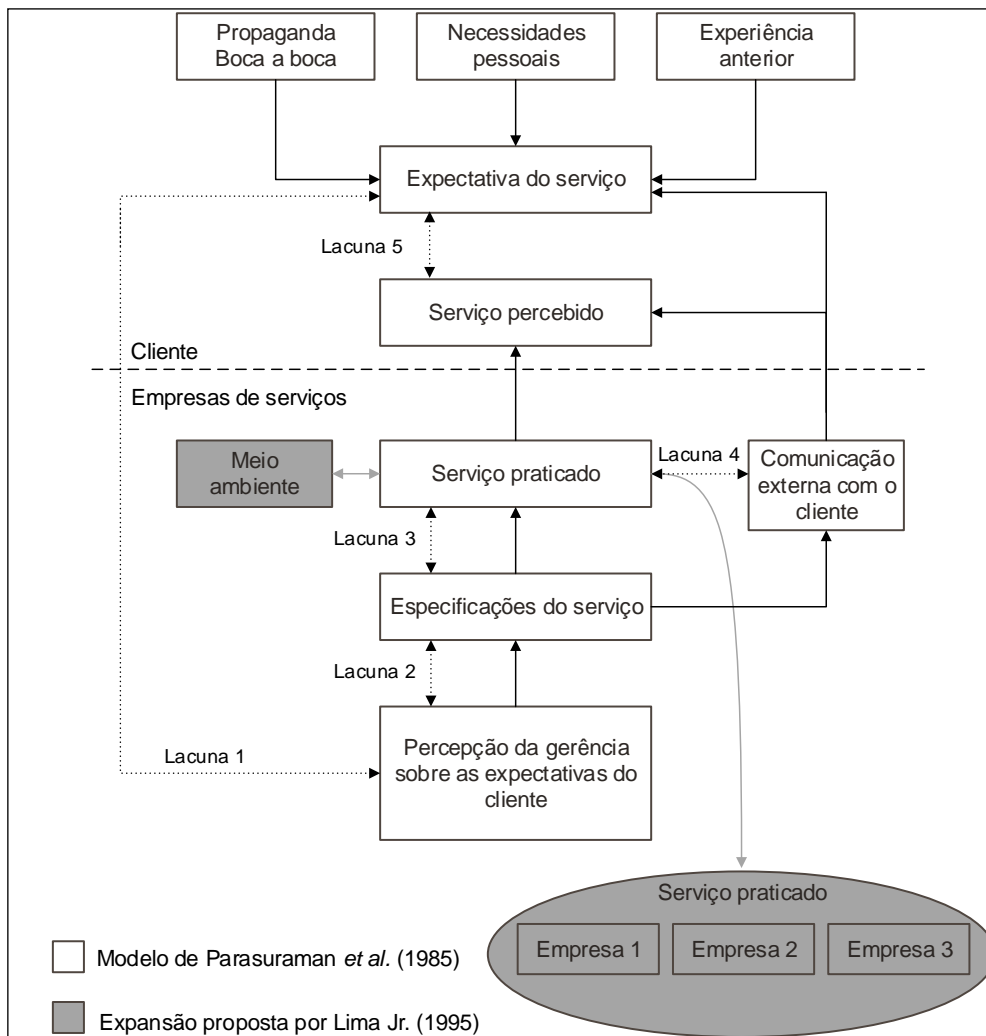 Propaganda
Boca a boca
Necessidades
pessoais
Experiência
anterior
Expectativa do serviço
Lacuna 5
Serviço percebido
Cliente
Empresas de serviços
Meio
ambiente
Serviço praticado
Lacuna 4
Comunicação
externa com o
cliente
Lacuna 3
Especificações do serviço
Lacuna 2
Percepção da gerência
sobre as expectativas do
cliente
Lacuna 1
Serviço praticado
Empresa 1
Empresa 2
Empresa 3
Modelo de Parasuraman et al. (1985)
Expansão proposta por Lima Jr. (1995)